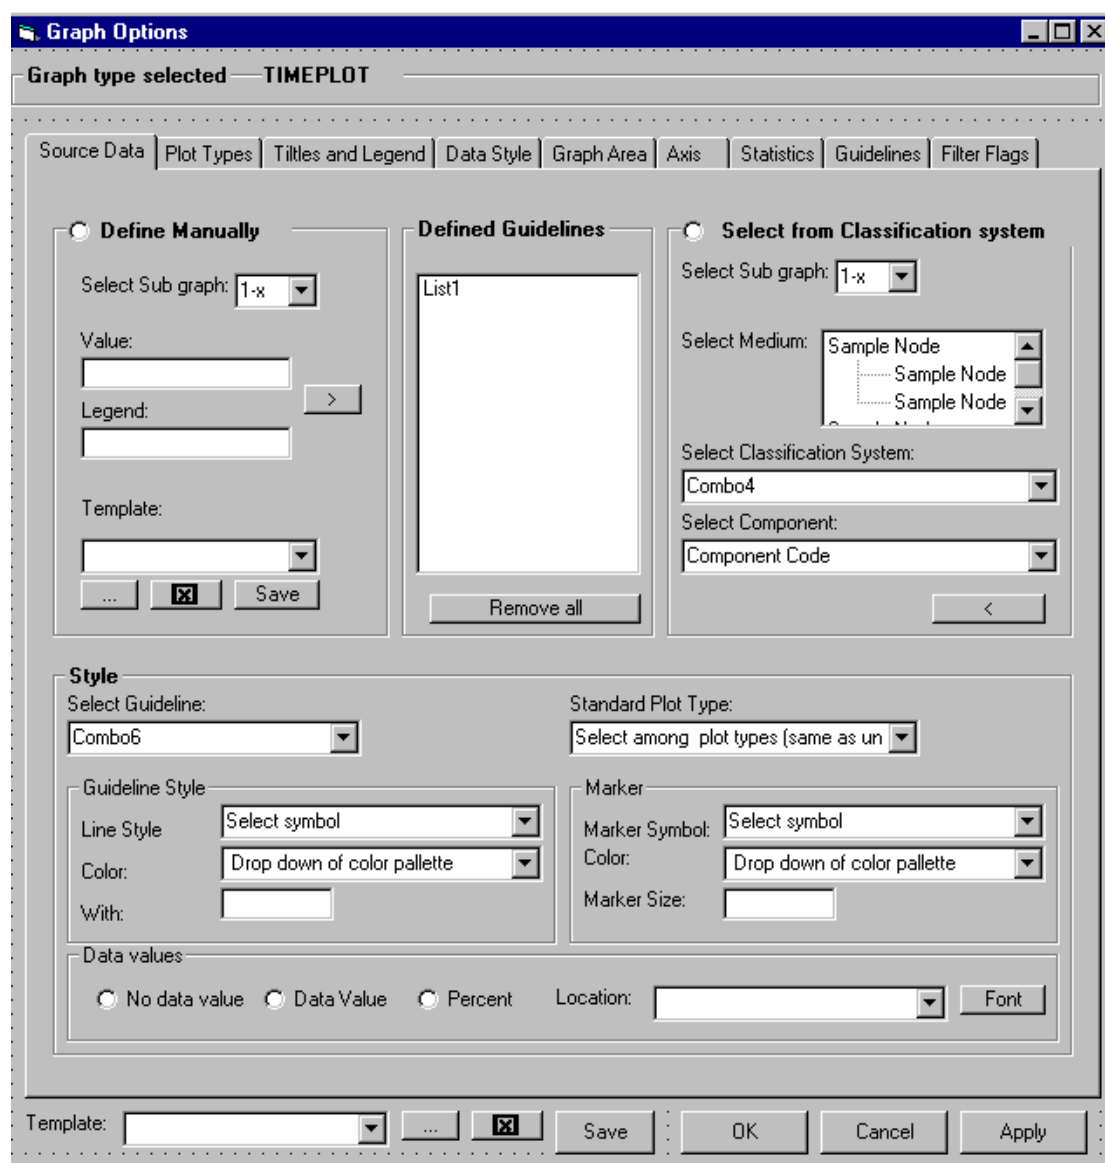 Graph Options
Graph type selected TIMEPLOT
Source Data Plot Types Tiltles and Legend Data Style Graph Area Axis Statistics Guidelines Filter Flags
Define Manually
Select Sub graph: 1-x
Value:
>
Legend:
Template:
... Save
Defined Guidelines
List1
Remove all
Select from Classification system
Select Sub graph: 1-x
Select Medium: Sample Node
Sample Node
Sample Node
Select Classification System:
Combo4
Select Component:
Component Code
<
Style
Select Guideline:
Combo6
Standard Plot Type:
Select among plot types (same as un
Guideline Style
Line Style Select symbol
Color: Drop down of color pallette
With:
Marker
Marker Symbol: Select symbol
Color: Drop down of color pallette
Marker Size:
Data values
No data value Data Value Percent Location: Font
Template: ... Save OK Cancel Apply